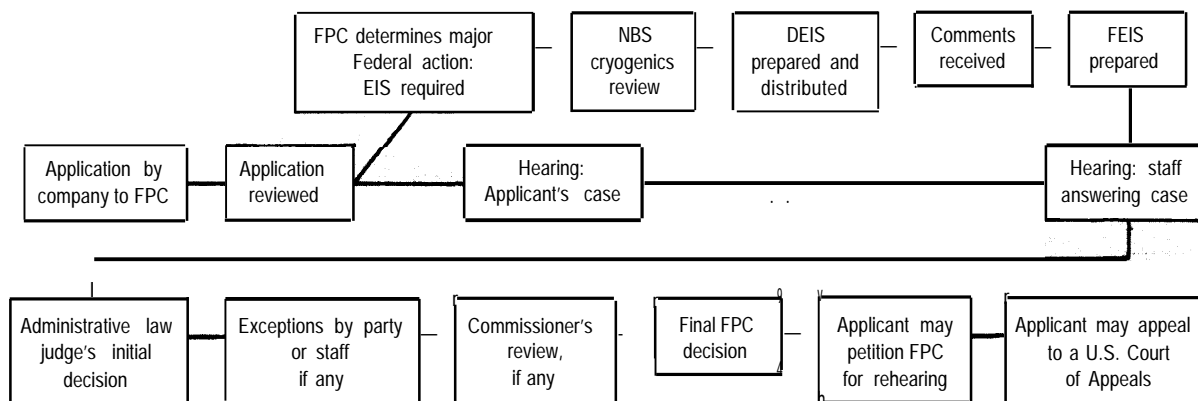 FPC determines major
Federal action:
EIS required
NBS
cryogenics
review
DEIS
prepared and
distributed
Comments
received
FEIS
prepared
Application by
company to FPC
Application
reviewed
Hearing:
Applicant's case
Hearing: staff
answering case
Administrative law
judge's initial
decision
Exceptions by party
or staff
if any
Commissioner's
review,
if any
Final FPC
decision
Applicant may
petition FPC
for rehearing
Applicant may appeal
to a U.S. Court
of Appeals